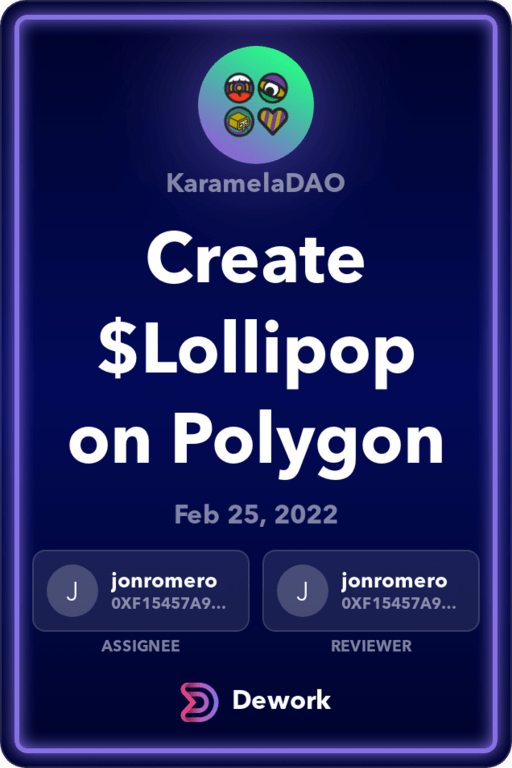 KaramelaDAO
Create
$Lollipop
on Polygon
Feb 25, 2022
J jonromero
0XF15457A9...
ASSIGNEE
J jonromero
0XF15457A9...
REVIEWER
Dework